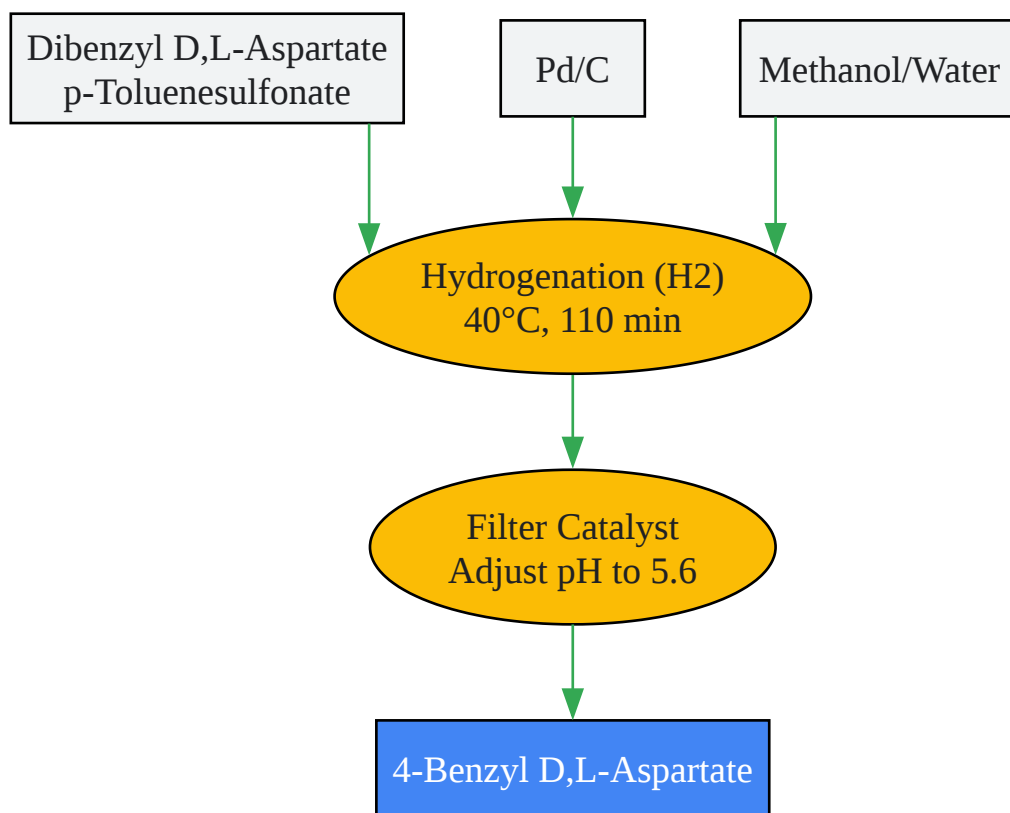 Dibenzyl D,L-Aspartate
p-Toluenesulfonate
Pd/C
Methanol/Water
Hydrogenation (H2)
40°C, 110 min
Filter Catalyst
Adjust pH to 5.6
4-Benzyl D,L-Aspartate